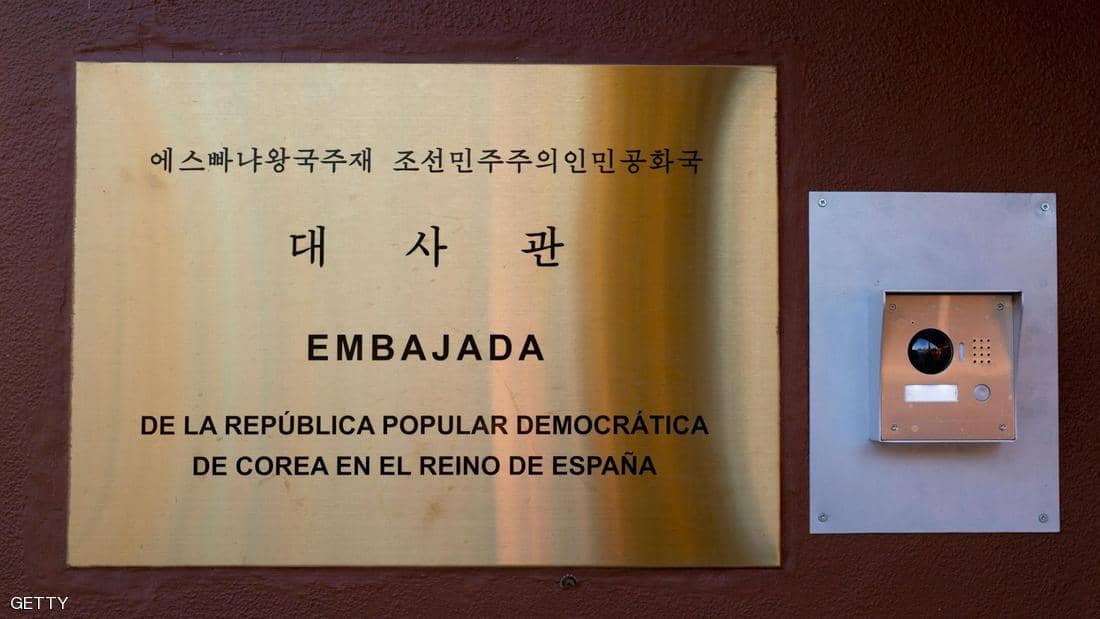 에스빠냐왕국주재 조선민주주의인민공화국
대 사 관
EMBAJADA
DE LA REPÚBLICA POPULAR DEMOCRÁTICA
DE COREA EN EL REINO DE ESPAÑA
GETTY